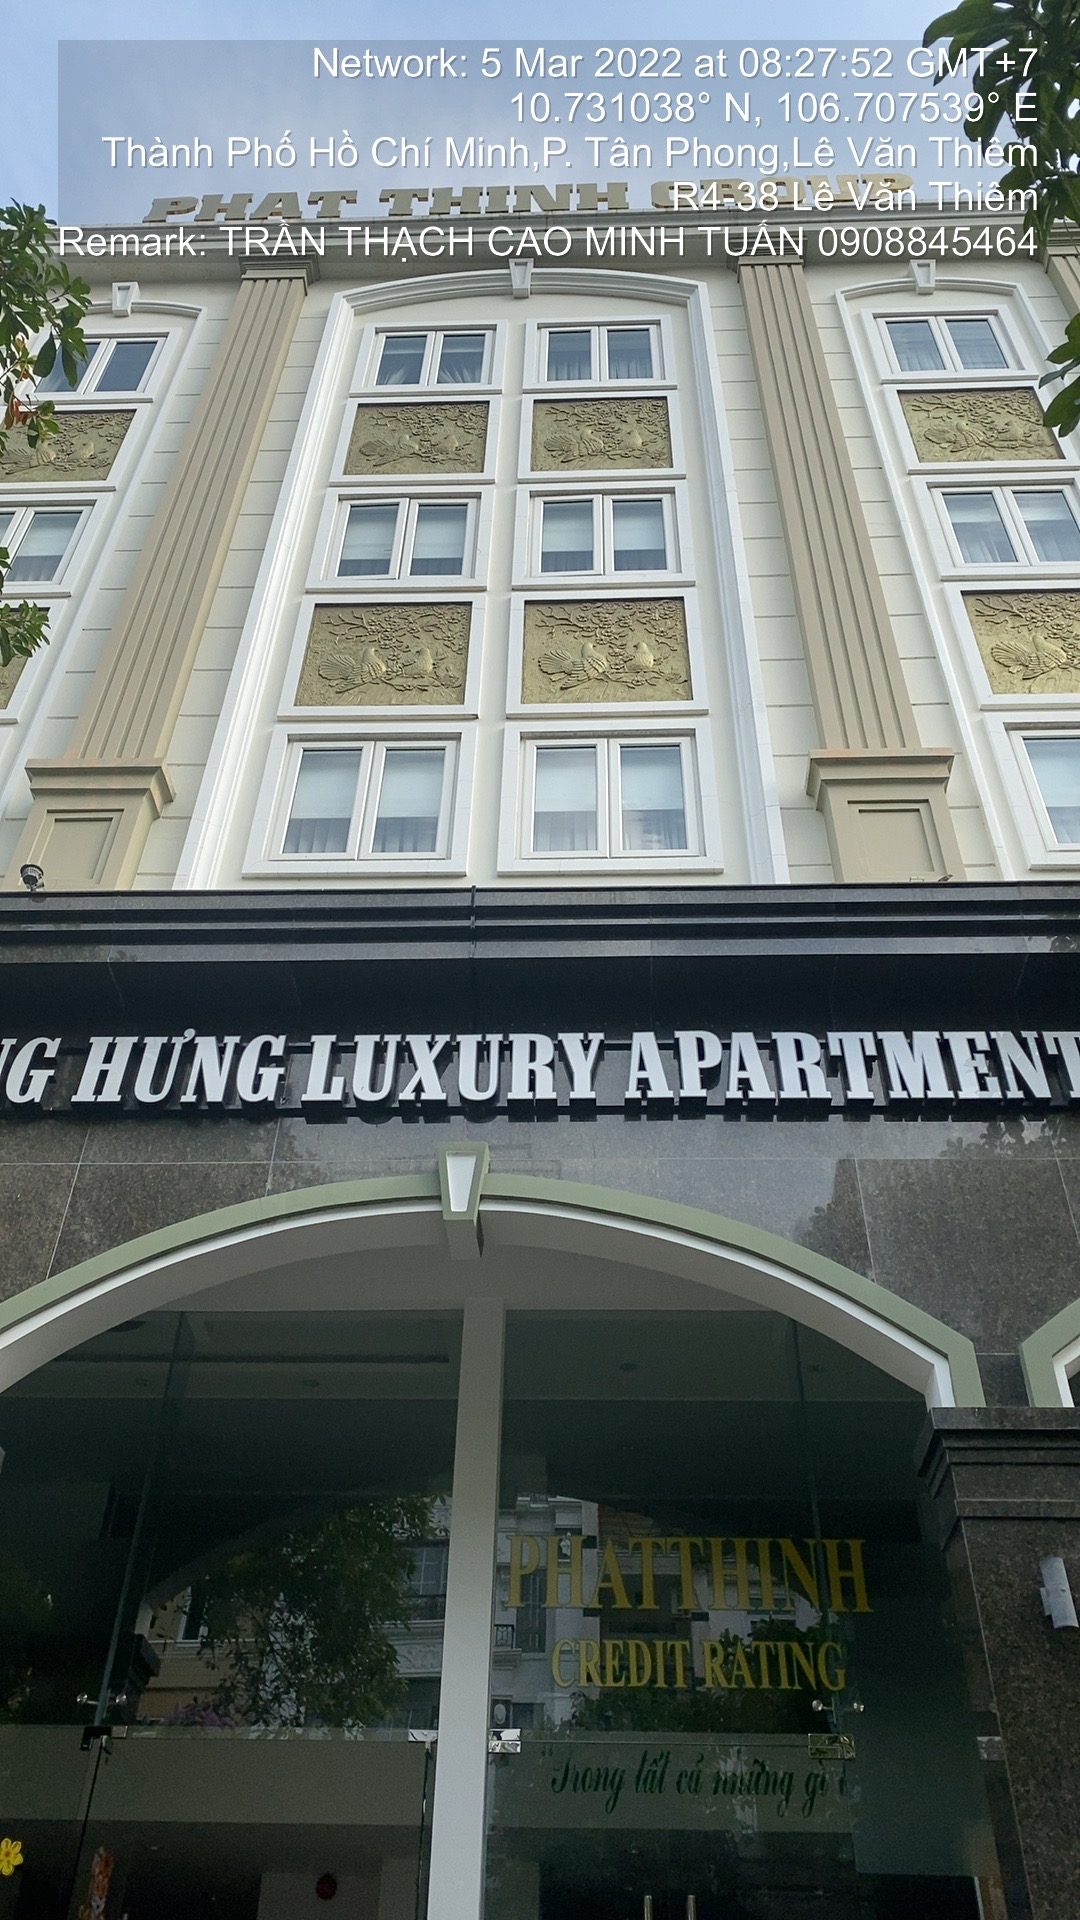 Network: 5 Mar 2022 at 08:27:52 GMT+7
10.731038° N, 106.707539° E
Thành Phố Hồ Chí Minh,P. Tân Phong,Lê Văn Thiêm
R4-38 Lê Văn Thiêm
Remark: TRẦN THẠCH CAO MINH TUẤN 0908845464
PHAT THINH GROUP
NG HƯNG LUXURY APARTMENT
PHATTHINH
CREDIT RATING
"Trong tất cả những gì